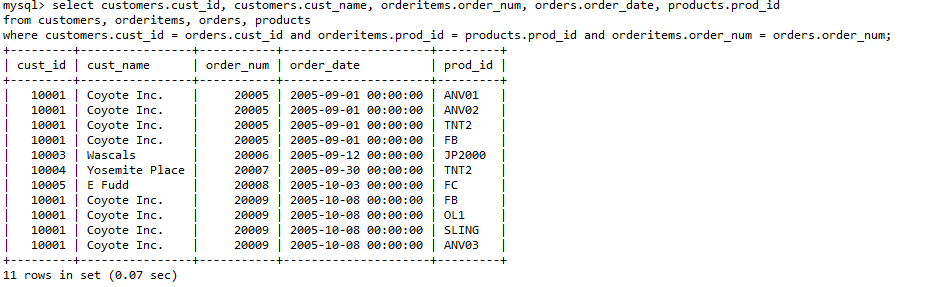 mysql> select customers.cust_id, customers.cust_name, orderitems.order_num, orders.order_date, products.prod_id
from customers, orderitems, orders, products
where customers.cust_id = orders.cust_id and orderitems.prod_id = products.prod_id and orderitems.order_num = orders.order_num;
+---------+----------------+-----------+---------------------+---------+
| cust_id | cust_name      | order_num | order_date          | prod_id |
+---------+----------------+-----------+---------------------+---------+
|   10001 | Coyote Inc.    |     20005 | 2005-09-01 00:00:00 | ANV01   |
|   10001 | Coyote Inc.    |     20005 | 2005-09-01 00:00:00 | ANV02   |
|   10001 | Coyote Inc.    |     20005 | 2005-09-01 00:00:00 | TNT2    |
|   10001 | Coyote Inc.    |     20005 | 2005-09-01 00:00:00 | FB      |
|   10003 | Wascals        |     20006 | 2005-09-12 00:00:00 | JP2000  |
|   10004 | Yosemite Place |     20007 | 2005-09-30 00:00:00 | TNT2    |
|   10005 | E Fudd         |     20008 | 2005-10-03 00:00:00 | FC      |
|   10001 | Coyote Inc.    |     20009 | 2005-10-08 00:00:00 | FB      |
|   10001 | Coyote Inc.    |     20009 | 2005-10-08 00:00:00 | OL1     |
|   10001 | Coyote Inc.    |     20009 | 2005-10-08 00:00:00 | SLING   |
|   10001 | Coyote Inc.    |     20009 | 2005-10-08 00:00:00 | ANV03   |
+---------+----------------+-----------+---------------------+---------+
11 rows in set (0.07 sec)